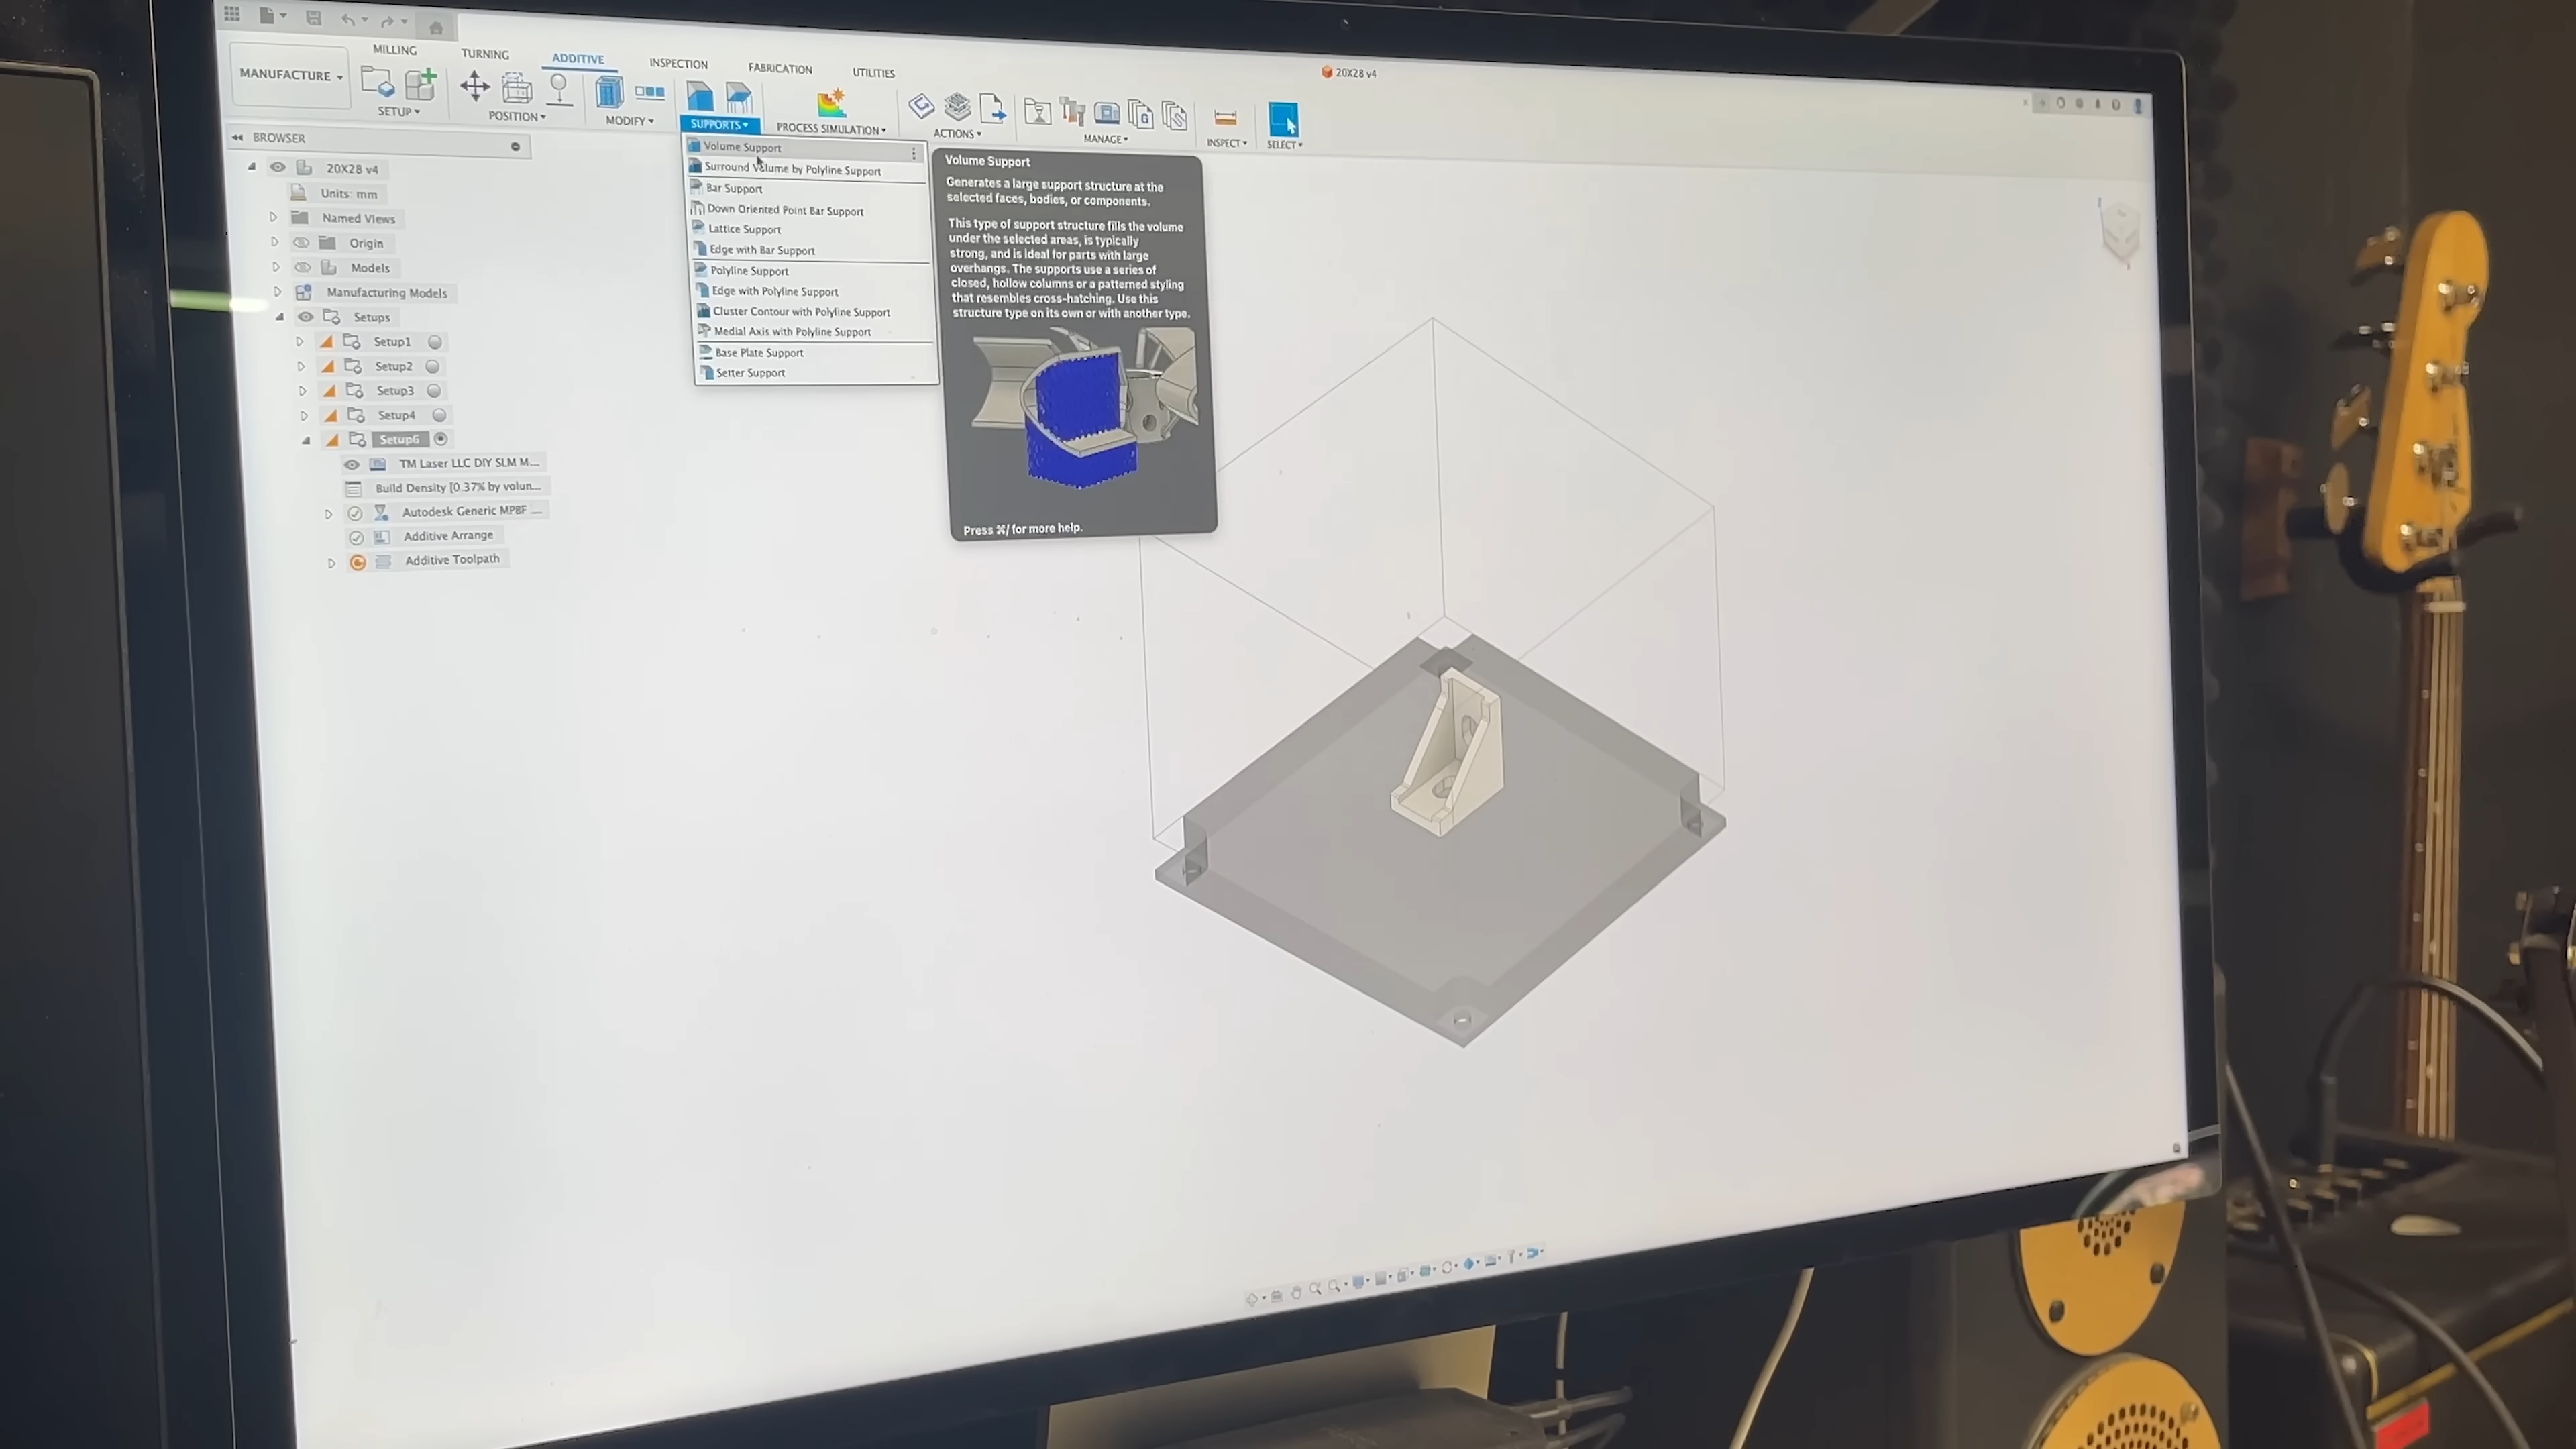 MILLING
TURNING
ADDITIVE
INSPECTION
FABRICATION
UTILITIES
20X28 v4
MANUFACTURE
SETUP
POSITION
MODIFY
SUPPORTS
PROCESS SIMULATION
ACTIONS
MANAGE
INSPECT
SELECT
BROWSER
20X28 v4
Units: mm
Named Views
Origin
Models
Manufacturing Models
Setups
Setup1
Setup2
Setup3
Setup4
Setup6
TM Laser LLC DIY SLM M...
Build Density [0.37% by volun...
Autodesk Generic MPBF ...
Additive Arrange
Additive Toolpath
Volume Support
Surround Volume by Polyline Support
Bar Support
Down Oriented Point Bar Support
Lattice Support
Edge with Bar Support
Polyline Support
Edge with Polyline Support
Cluster Contour with Polyline Support
Medial Axis with Polyline Support
Base Plate Support
Setter Support
Volume Support
Generates a large support structure at the
selected faces, bodies, or components.
This type of support structure fills the volume
under the selected areas, is typically
strong, and is ideal for parts with large
overhangs. The supports use a series of
closed, hollow columns or a patterned styling
that resembles cross-hatching. Use this
structure type on its own or with another type.
Press ⌘/ for more help.